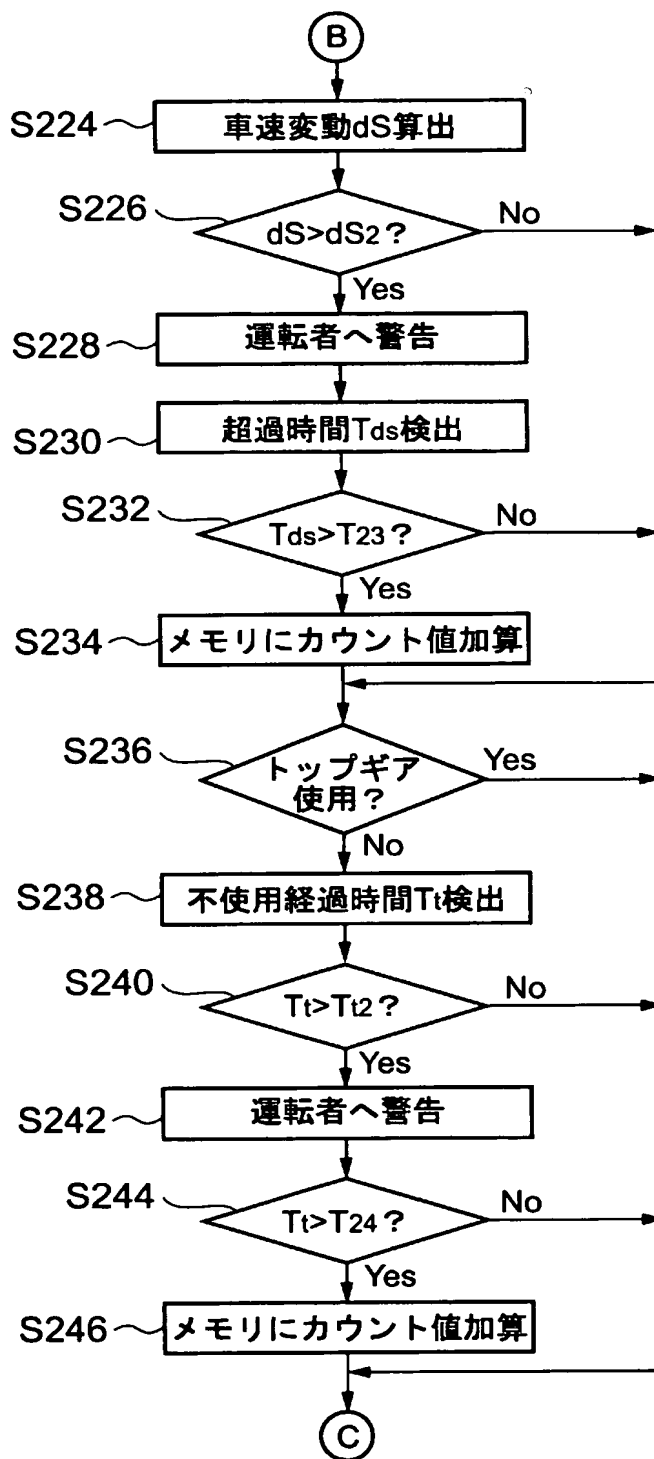 B
S224
車速変動dS算出
S226
dS>dS2?
No
Yes
S228
運転者へ警告
S230
超過時間Tds検出
S232
Tds>T23?
No
Yes
S234
メモリにカウント値加算
S236
トップギア
使用?
Yes
No
S238
不使用経過時間Tt検出
S240
Tt>Tt2?
No
Yes
S242
運転者へ警告
S244
Tt>T24?
No
Yes
S246
メモリにカウント値加算
C